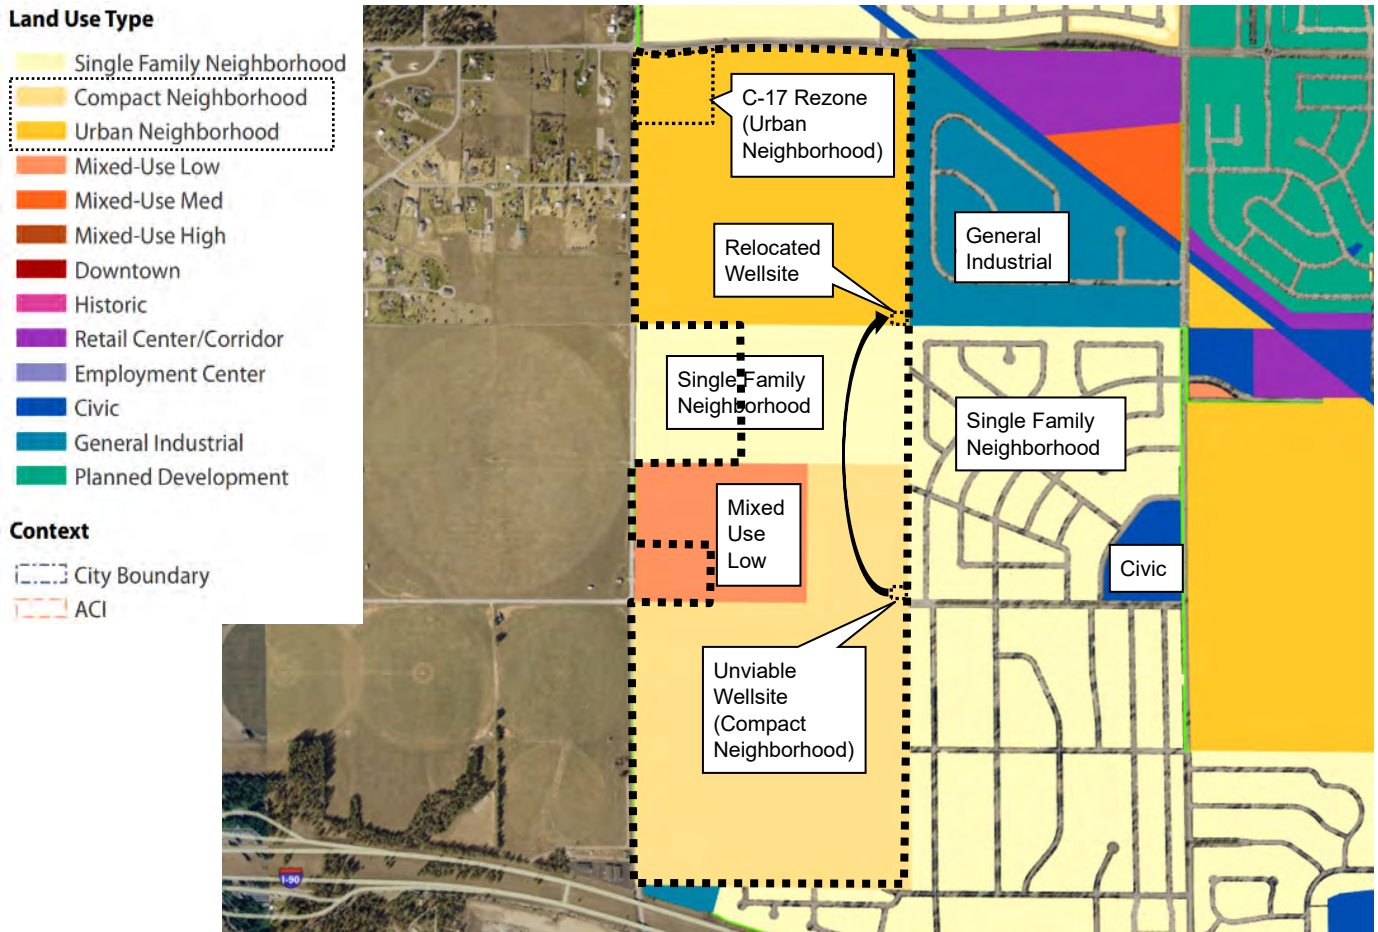 Land Use Type
Single Family Neighborhood
Compact Neighborhood
Urban Neighborhood
Mixed-Use Low
Mixed-Use Med
Mixed-Use High
Downtown
Historic
Retail Center/Corridor
Employment Center
Civic
General Industrial
Planned Development
Context
City Boundary
ACI
C-17 Rezone
(Urban
Neighborhood)
Relocated
Wellsite
General
Industrial
Single Family
Neighborhood
Single Family
Neighborhood
Mixed
Use
Low
Civic
Unviable
Wellsite
(Compact
Neighborhood)
I-90